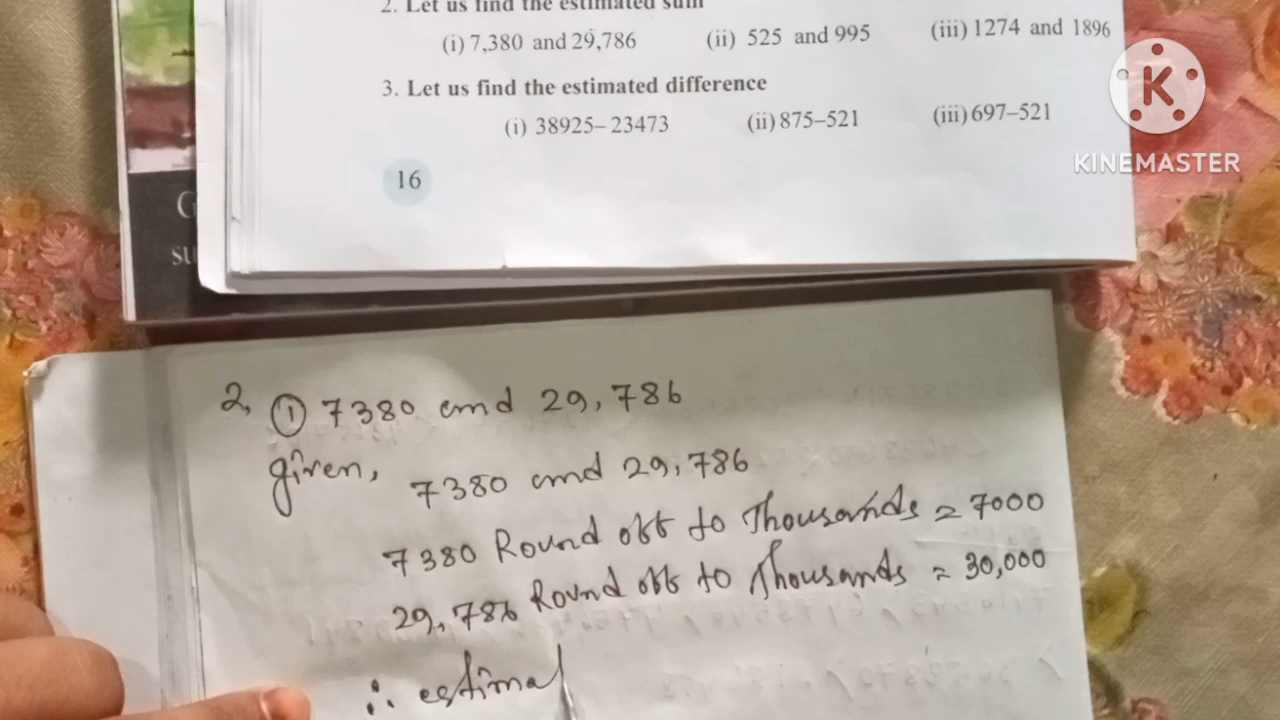 2. Let us find the estimated sum
(i) 7,380 and 29,786 (ii) 525 and 995 (iii) 1274 and 1896
3. Let us find the estimated difference
(i) 38925–23473 (ii) 875–521 (iii) 697–521
16
K
KINEMASTER
G
su
2, (1) 7380 and 29,786
given, 7380 and 29,786
7380 Round off to Thousands = 7000
29,786 Round off to Thousands = 30,000
∴ estimat